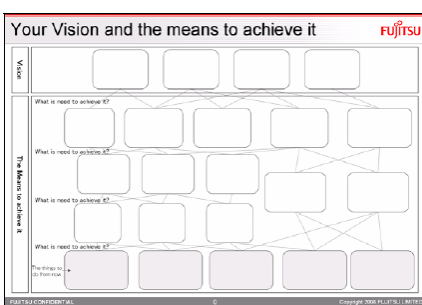 Your Vision and the means to achieve it
FUJITSU
Vision
What is need to achieve it?
The Means to achieve it
What is need to achieve it?
What is need to achieve it?
What is need to achieve it?
The things to
do from now
FUJITSU CONFIDENTIAL
Copyright 2008 FUJITSU LIMITED